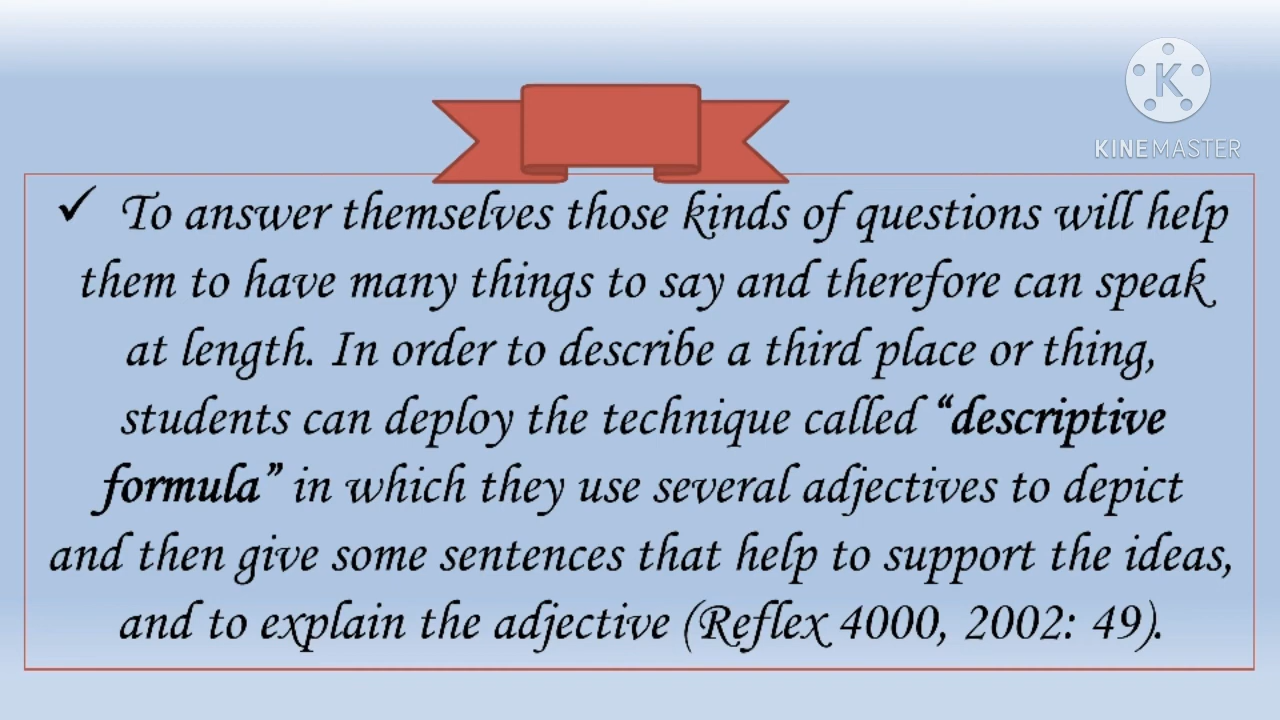 K
KINEMASTER
✓ To answer themselves those kinds of questions will help
them to have many things to say and therefore can speak
at length. In order to describe a third place or thing,
students can deploy the technique called “descriptive
formula” in which they use several adjectives to depict
and then give some sentences that help to support the ideas,
and to explain the adjective (Reflex 4000, 2002: 49).